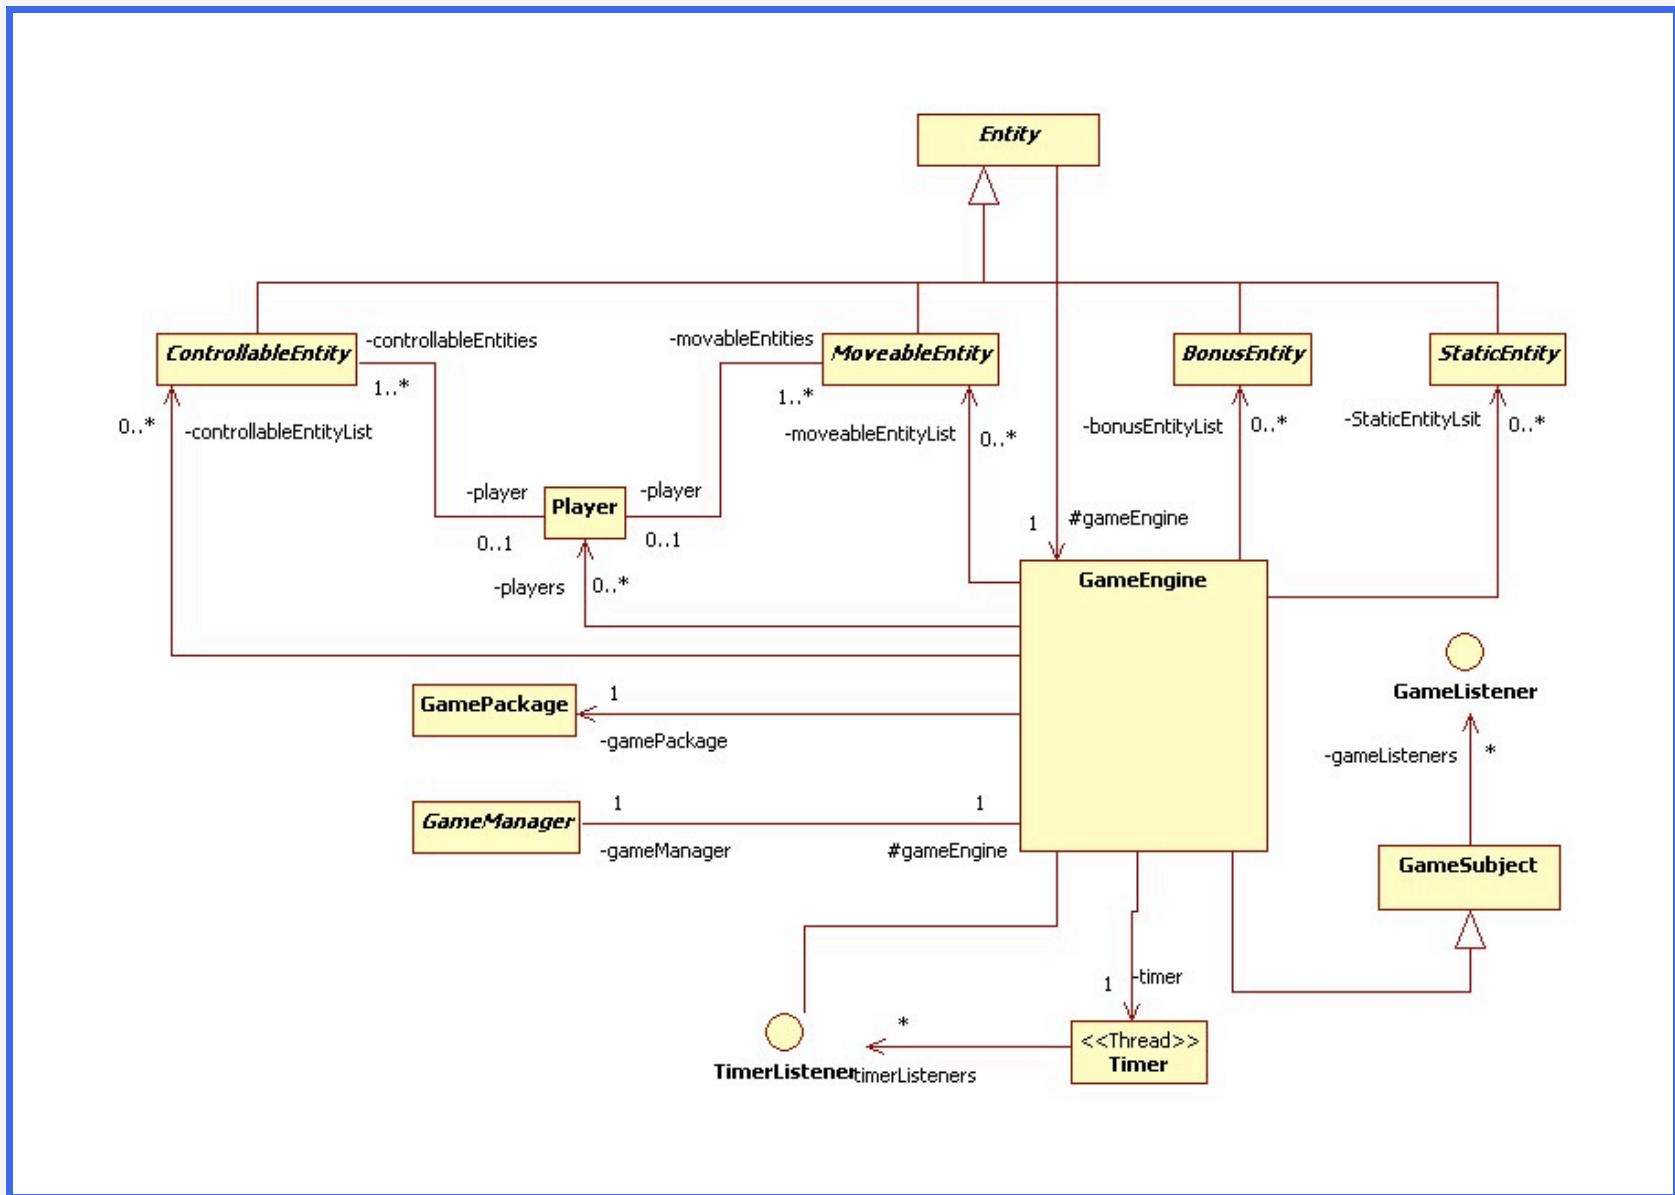 Entity
ControllableEntity
-controllableEntities
1..*
-movableEntities
1..*
MoveableEntity
BonusEntity
StaticEntity
0..*
-controllableEntityList
-moveableEntityList
0..*
-bonusEntityList
0..*
-StaticEntityLsit
0..*
-player
0..1
Player
-player
0..1
1
#gameEngine
-players
0..*
GameEngine
GamePackage
1
-gamePackage
GameListener
-gameListeners
*
GameManager
1
-gameManager
1
#gameEngine
GameSubject
1
-timer
TimerListener
*
timerListeners
<<Thread>>
Timer